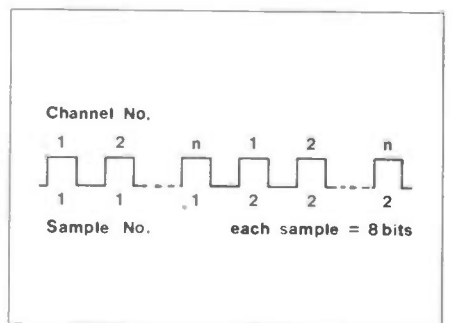 Channel No.
1 2 n 1 2 n
1 1 1 2 2 2
Sample No. each sample = 8 bits